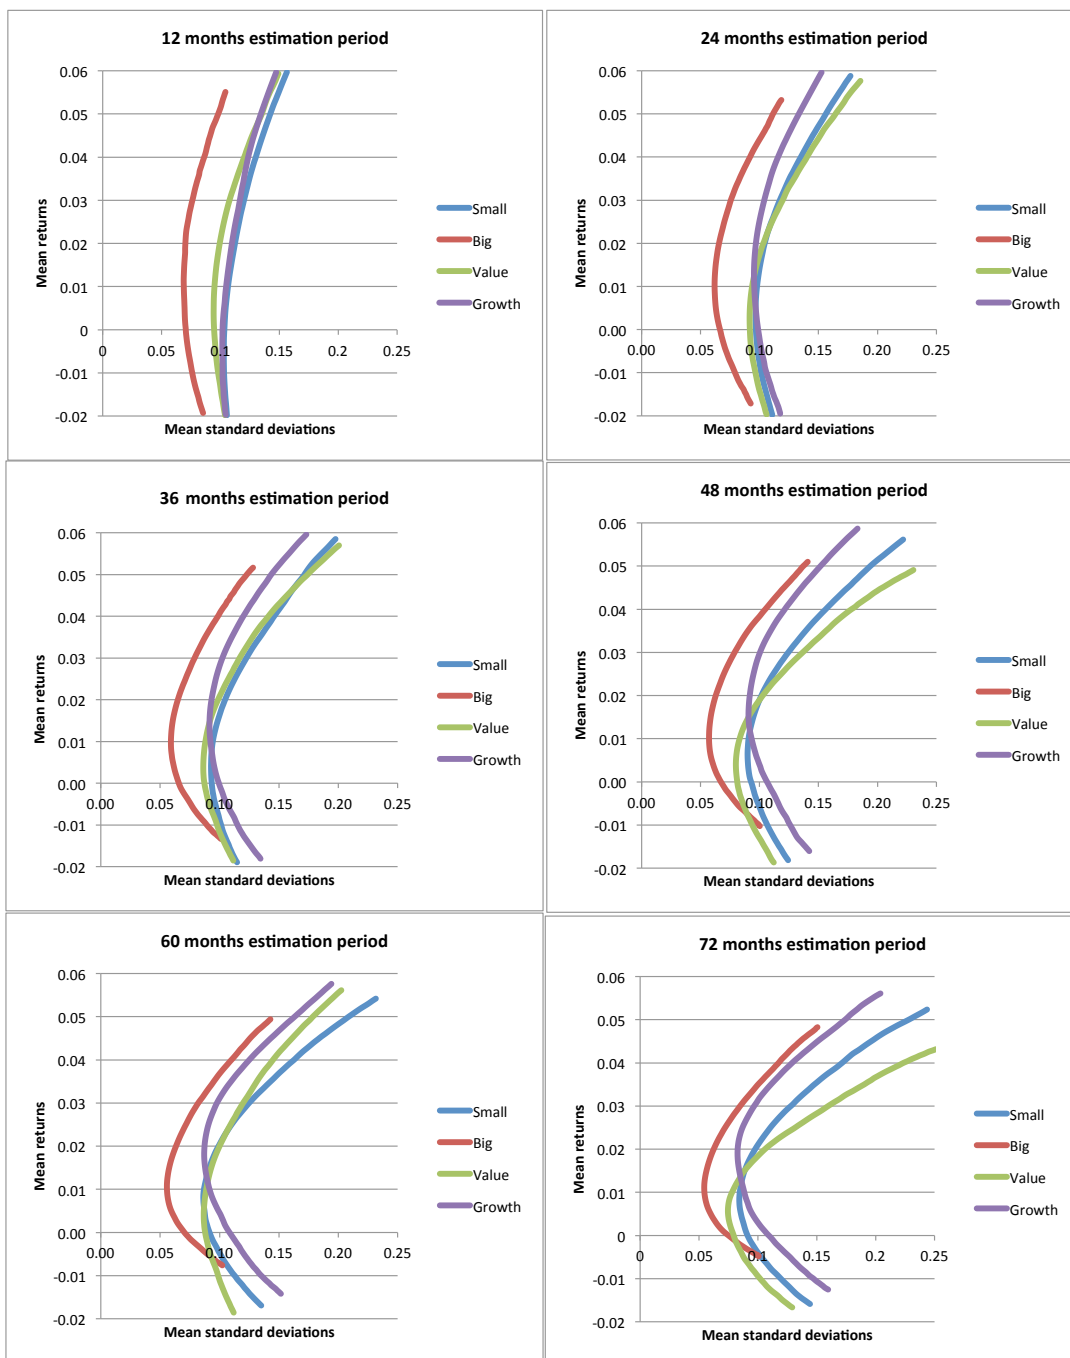 12 months estimation period
0.06
0.05
0.04
0.03
0.02
0.01
0
-0.01
-0.02
0
0.05
0.1
0.15
0.2
0.25
Mean returns
Mean standard deviations
Small
Big
Value
Growth
24 months estimation period
0.06
0.05
0.04
0.03
0.02
0.01
0.00
-0.01
-0.02
0.00
0.05
0.10
0.15
0.20
0.25
Mean returns
Mean standard deviations
Small
Big
Value
Growth
36 months estimation period
0.06
0.05
0.04
0.03
0.02
0.01
0.00
-0.01
-0.02
0.00
0.05
0.10
0.15
0.20
0.25
Mean returns
Mean standard deviations
Small
Big
Value
Growth
48 months estimation period
0.06
0.05
0.04
0.03
0.02
0.01
0.00
-0.01
-0.02
0.00
0.05
0.10
0.15
0.20
0.25
Mean returns
Mean standard deviations
Small
Big
Value
Growth
60 months estimation period
0.06
0.05
0.04
0.03
0.02
0.01
0.00
-0.01
-0.02
0.00
0.05
0.10
0.15
0.20
0.25
Mean returns
Mean standard deviations
Small
Big
Value
Growth
72 months estimation period
0.06
0.05
0.04
0.03
0.02
0.01
0
-0.01
-0.02
0
0.05
0.1
0.15
0.2
0.25
Mean returns
Mean standard deviations
Small
Big
Value
Growth